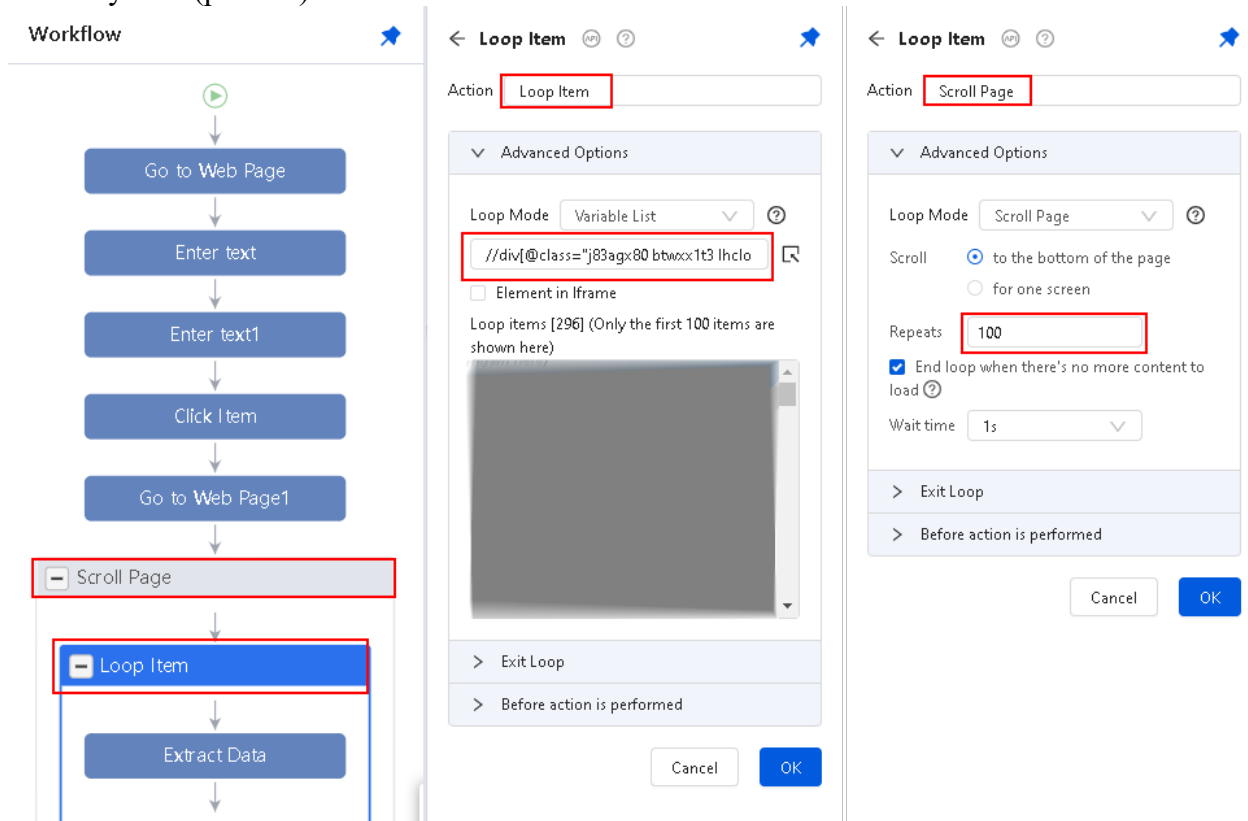 Workflow
Go to Web Page
Enter text
Enter text1
Click Item
Go to Web Page1
Scroll Page
Loop Item
Extract Data
Loop Item API ?
Action Loop Item
Advanced Options
Loop Mode Variable List ?
//div[@class="j83agx80 btwxx1t3 lhclo
Element in Iframe
Loop items [296] (Only the first 100 items are
shown here)
Exit Loop
Before action is performed
Cancel OK
Loop Item API ?
Action Scroll Page
Advanced Options
Loop Mode Scroll Page ?
Scroll to the bottom of the page
for one screen
Repeats 100
End loop when there's no more content to
load ?
Wait time 1s
Exit Loop
Before action is performed
Cancel OK